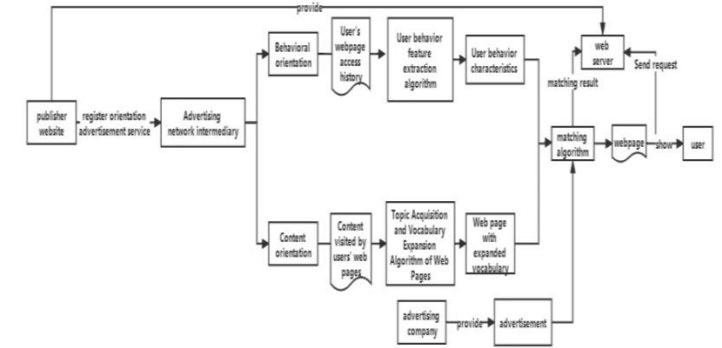 provide
publisher
website
register orientation
advertisement service
Advertising
network intermediary
Behavioral
orientation
User's
webpage
access
history
User behavior
feature
extraction
algorithm
User behavior
characteristics
Content
orientation
Content
visited by
users' web
pages
Topic Acquisition
and Vocabulary
Expansion
Algorithm of Web
Pages
Web page
with
expanded
vocabulary
advertising
company
provide
advertisement
matching
algorithm
matching result
web
server
Send request
webpage
show
user